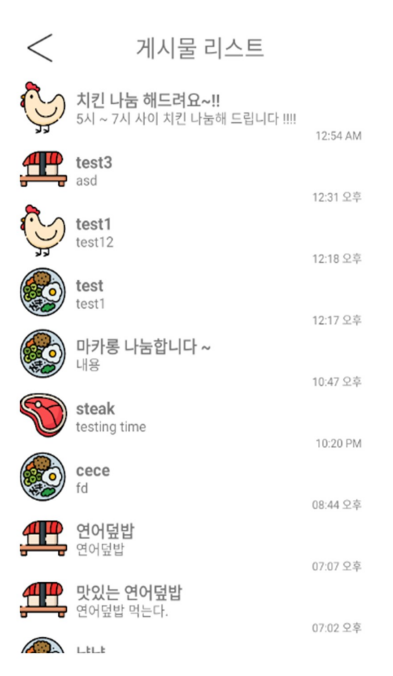 게시물 리스트
치킨 나눔 해드려요~!!
5시 ~ 7시 사이 치킨 나눔해 드립니다 !!!!
12:54 AM
test3
asd
12:31 오후
test1
test12
12:18 오후
test
test1
12:17 오후
마카롱 나눔합니다 ~
내용
10:47 오후
steak
testing time
10:20 PM
cece
fd
08:44 오후
연어덮밥
연어덮밥
07:07 오후
맛있는 연어덮밥
연어덮밥 먹는다.
07:02 오후